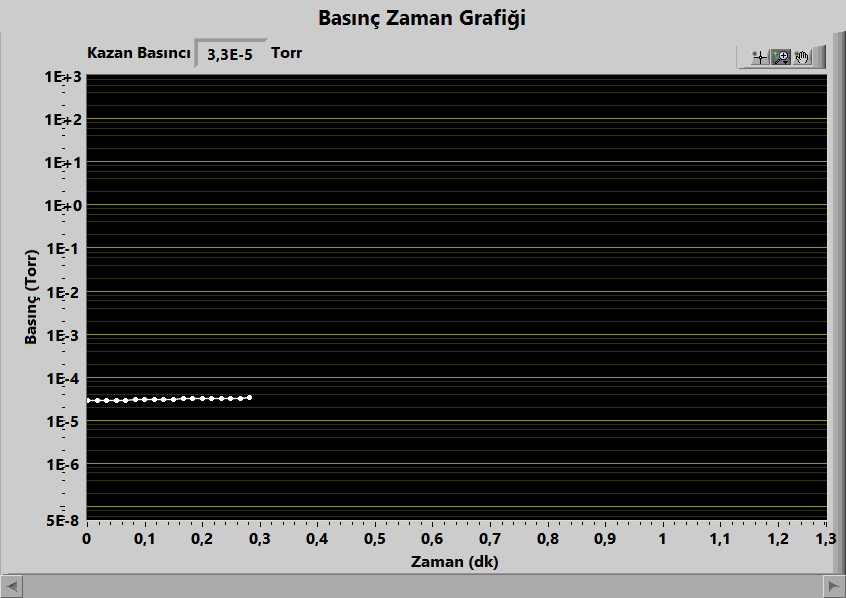 Basınç Zaman Grafiği
Kazan Basıncı 3,3E-5 Torr
1E+3
1E+2
1E+1
1E+0
1E-1
1E-2
1E-3
1E-4
1E-5
1E-6
5E-8
Basınç (Torr)
0 0,1 0,2 0,3 0,4 0,5 0,6 0,7 0,8 0,9 1 1,1 1,2 1,3
Zaman (dk)